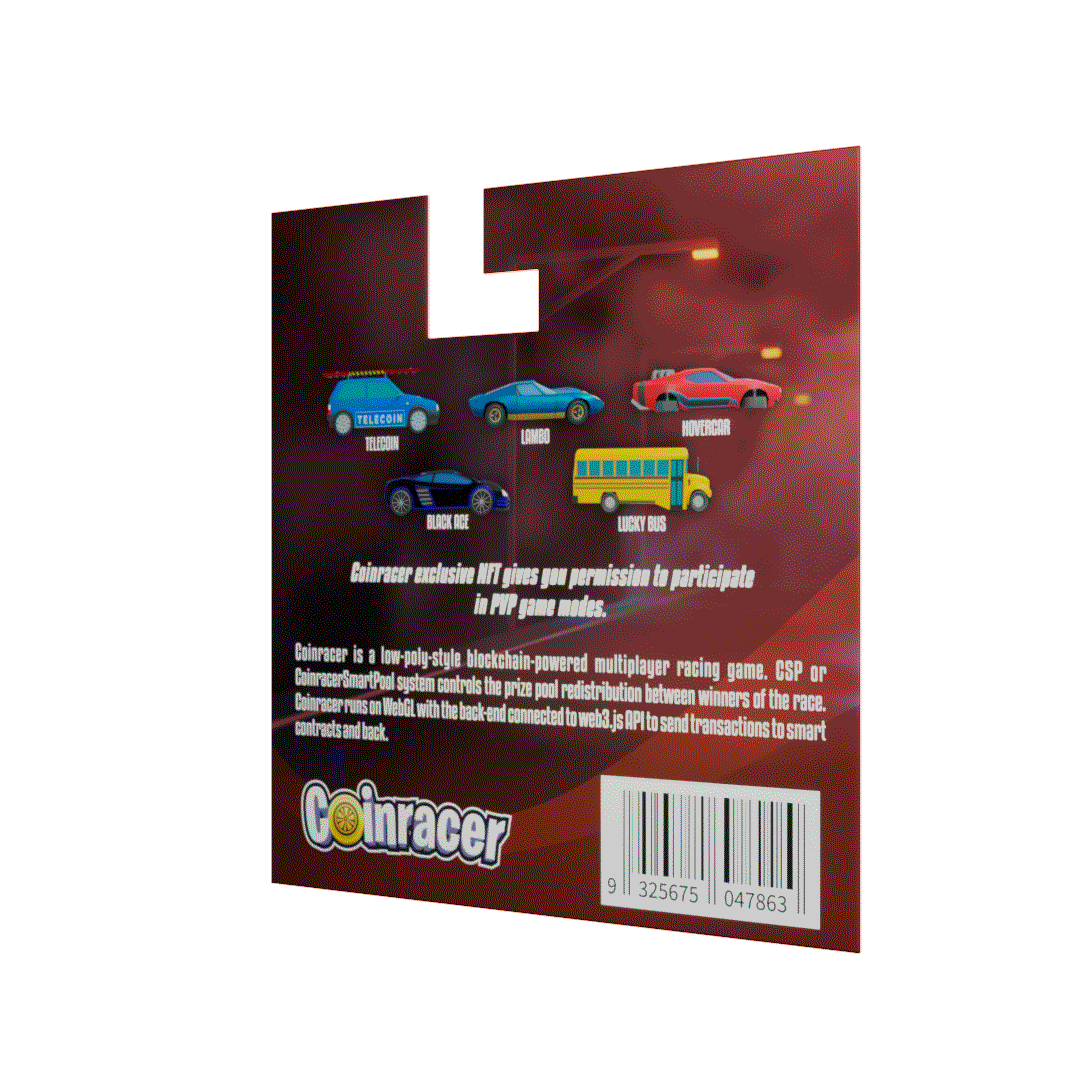 TELECOIN
TELECOIN
LAMBO
HOVERCAR
BLACK ACE
LUCKY BUS
Coinracer exclusive NFT gives you permission to participate
in PVP game modes.
Coinracer is a low-poly-style blockchain-powered multiplayer racing game. CSP or
CoinracerSmartPool system controls the prize pool redistribution between winners of the race.
Coinracer runs on WebGL with the back-end connected to web3.js API to send transactions to smart
contracts and back.
Coinracer
9 325675 047863